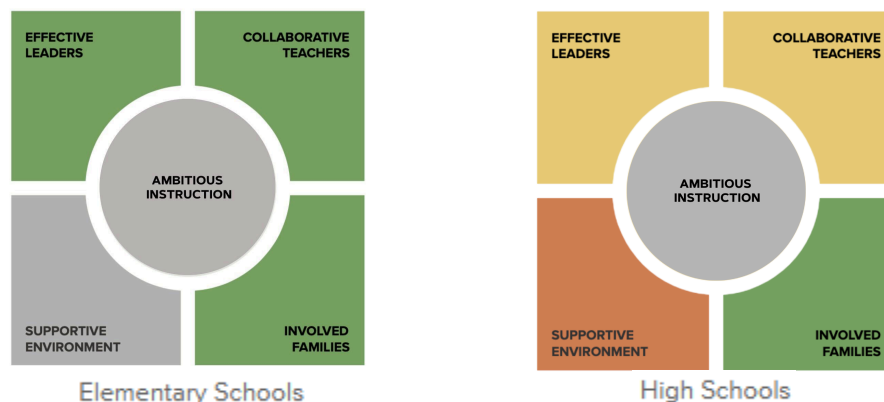 EFFECTIVE
LEADERS
COLLABORATIVE
TEACHERS
AMBITIOUS
INSTRUCTION
SUPPORTIVE
ENVIRONMENT
INVOLVED
FAMILIES
Elementary Schools
EFFECTIVE
LEADERS
COLLABORATIVE
TEACHERS
AMBITIOUS
INSTRUCTION
SUPPORTIVE
ENVIRONMENT
INVOLVED
FAMILIES
High Schools